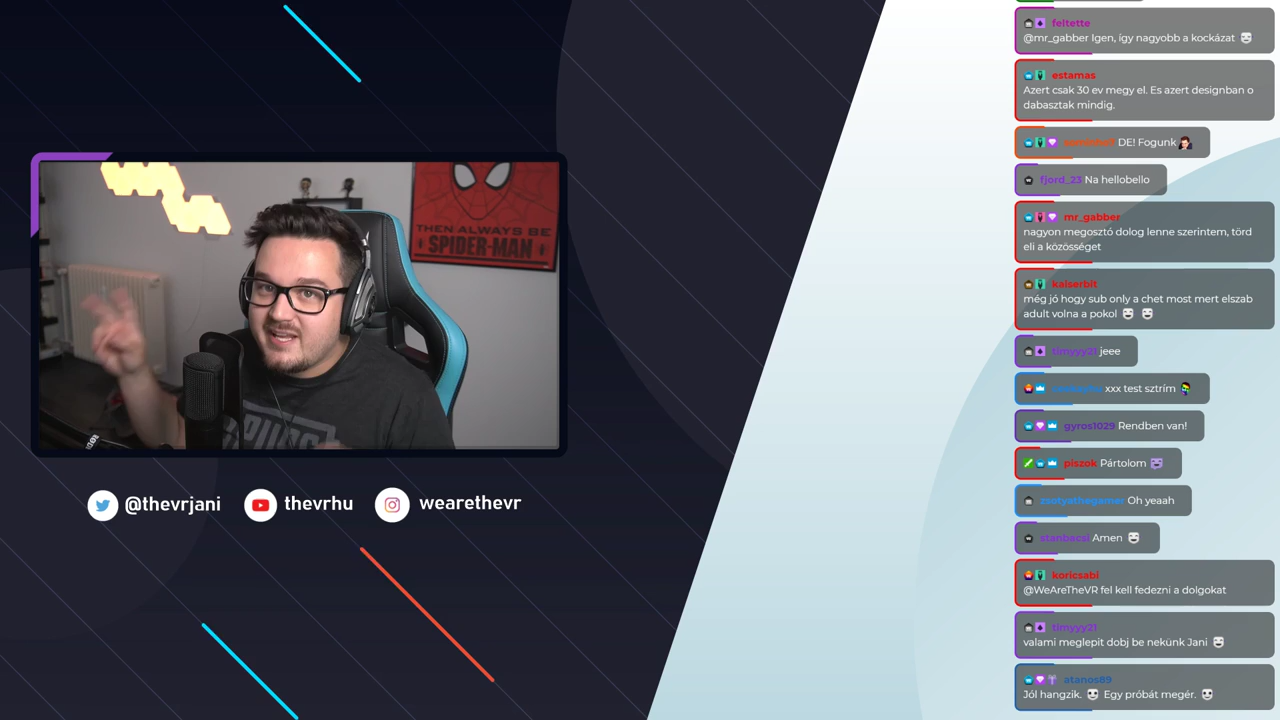 THEN ALWAYS BE
SPIDER-MAN
@thevrjani
thevrhu
wearethevr
feltette
@mr_gabber Igen, így nagyobb a kockázat
estamas
Azert csak 30 ev megy el. Es azert designban o
dabasztak mindig.
DE! Fogunk
fjord_23 Na hellobello
mr_gabber
nagyon megosztó dolog lenne szerintem, törd
eli a közösséget
kaiserbit
még jó hogy sub only a chet most mert elszab
adult volna a pokol
timyyy21 jeee
xxx test sztrím
gyros1029 Rendben van!
piszok Pártolom
zsotyathegamer Oh yeaah
stanbacsi Amen
koricsabi
@WeAreTheVR fel kell fedezni a dolgokat
timyyy21
valami meglepit dobj be nekünk Jani
atanos89
Jól hangzik. Egy próbát megér.